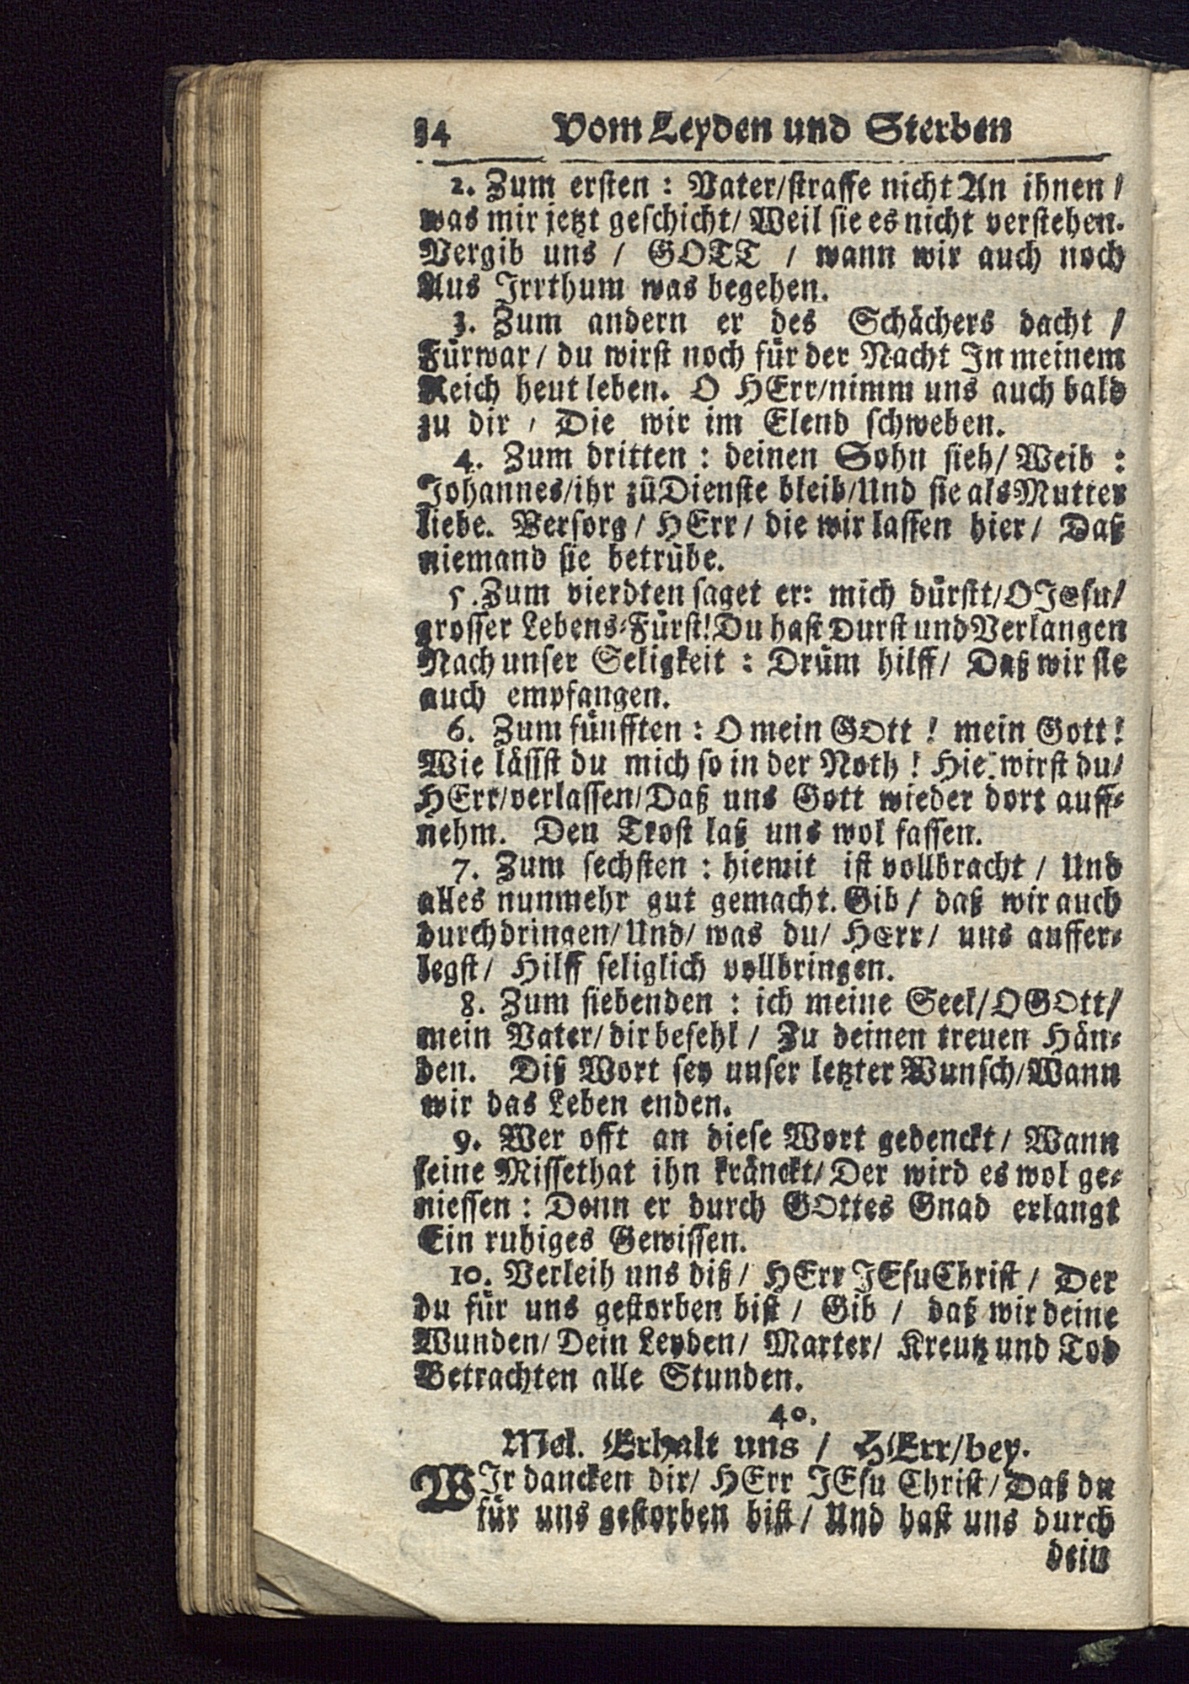 34 Vom Leyden und Sterben
2. Zum ersten : Vater/straffe nicht An ihnen /
was mir jetzt geschicht/ Weil sie es nicht verstehen.
Vergib uns / GOTT / wann wir auch noch
Aus Irrthum was begehen.
3. Zum andern er des Schächers dacht /
Fürwar/ du wirst noch für der Nacht In meinem
Reich heut leben. O HErr/nimm uns auch bald
zu dir / Die wir im Elend schweben.
4. Zum dritten : deinen Sohn sieh/ Weib :
Johannes/ihr zu Dienste bleib/Und sie als Mutter
liebe. Versorg/ HErr/ die wir lassen hier/ Daß
niemand sie betrübe.
5. Zum vierdten saget er: mich dürstt/O JEsu/
grosser Lebens-Fürst! Du hast Durst und Verlangen
Nach unser Seligkeit : Drüm hilff/ Daß wir sie
auch empfangen.
6. Zum fünfften : O mein GOtt ! mein Gott !
Wie lässst du mich so in der Noth ! Hie wirst du/
HErr/verlassen/Daß uns Gott wieder dort auff-
nehm. Den Trost laß uns wol fassen.
7. Zum sechsten : hiemit ist vollbracht / Und
alles nunmehr gut gemacht. Gib / daß wir auch
durchdringen/Und/ was du/ HErr/ uns auffer-
legst/ Hilff seliglich vollbringen.
8. Zum siebenden : ich meine Seel/O GOtt/
mein Vater/dir befehl / Zu deinen treuen Hän-
den. Diß Wort sey unser letzter Wunsch/Wann
wir das Leben enden.
9. Wer offt an diese Wort gedenckt/ Wann
seine Missethat ihn kränckt/ Der wird es wol ge-
niessen : Denn er durch GOttes Gnad erlangt
Ein ruhiges Gewissen.
10. Verleih uns diß/ HErr JEsu Christ / Der
du für uns gestorben bist / Gib / daß wir deine
Wunden/ Dein Leyden/ Marter/ Kreutz und Tod
Betrachten alle Stunden.
40.
Mel. Erhalt uns / HErr/bey.
WIr dancken dir/ HErr JEsu Christ/ Daß du
für uns gestorben bist/ Und hast uns durch
dein